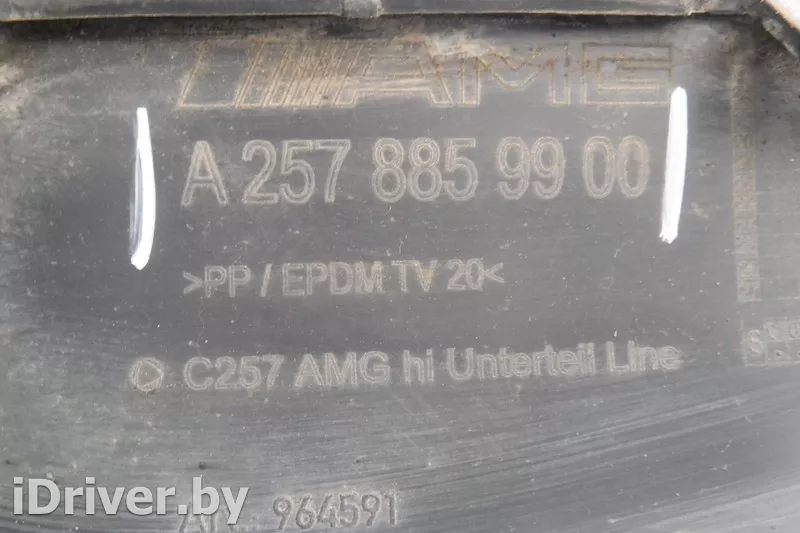 AMG
A 257 885 99 00
>PP / EPDM TV 20<
C257 AMG hi Unterteil Line
964591
iDriver.by